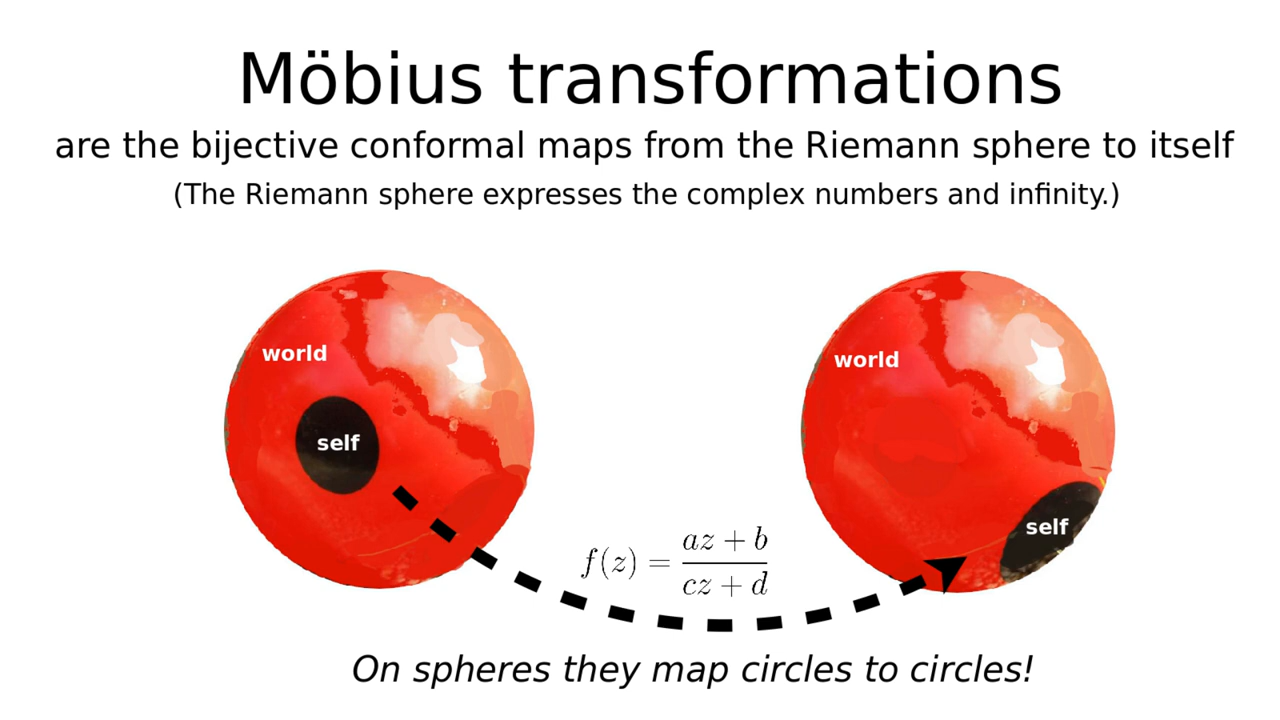 Möbius transformations
are the bijective conformal maps from the Riemann sphere to itself
(The Riemann sphere expresses the complex numbers and infinity.)
world
world
self
self
f(z) = \frac{az + b}{cz + d}
On spheres they map circles to circles!